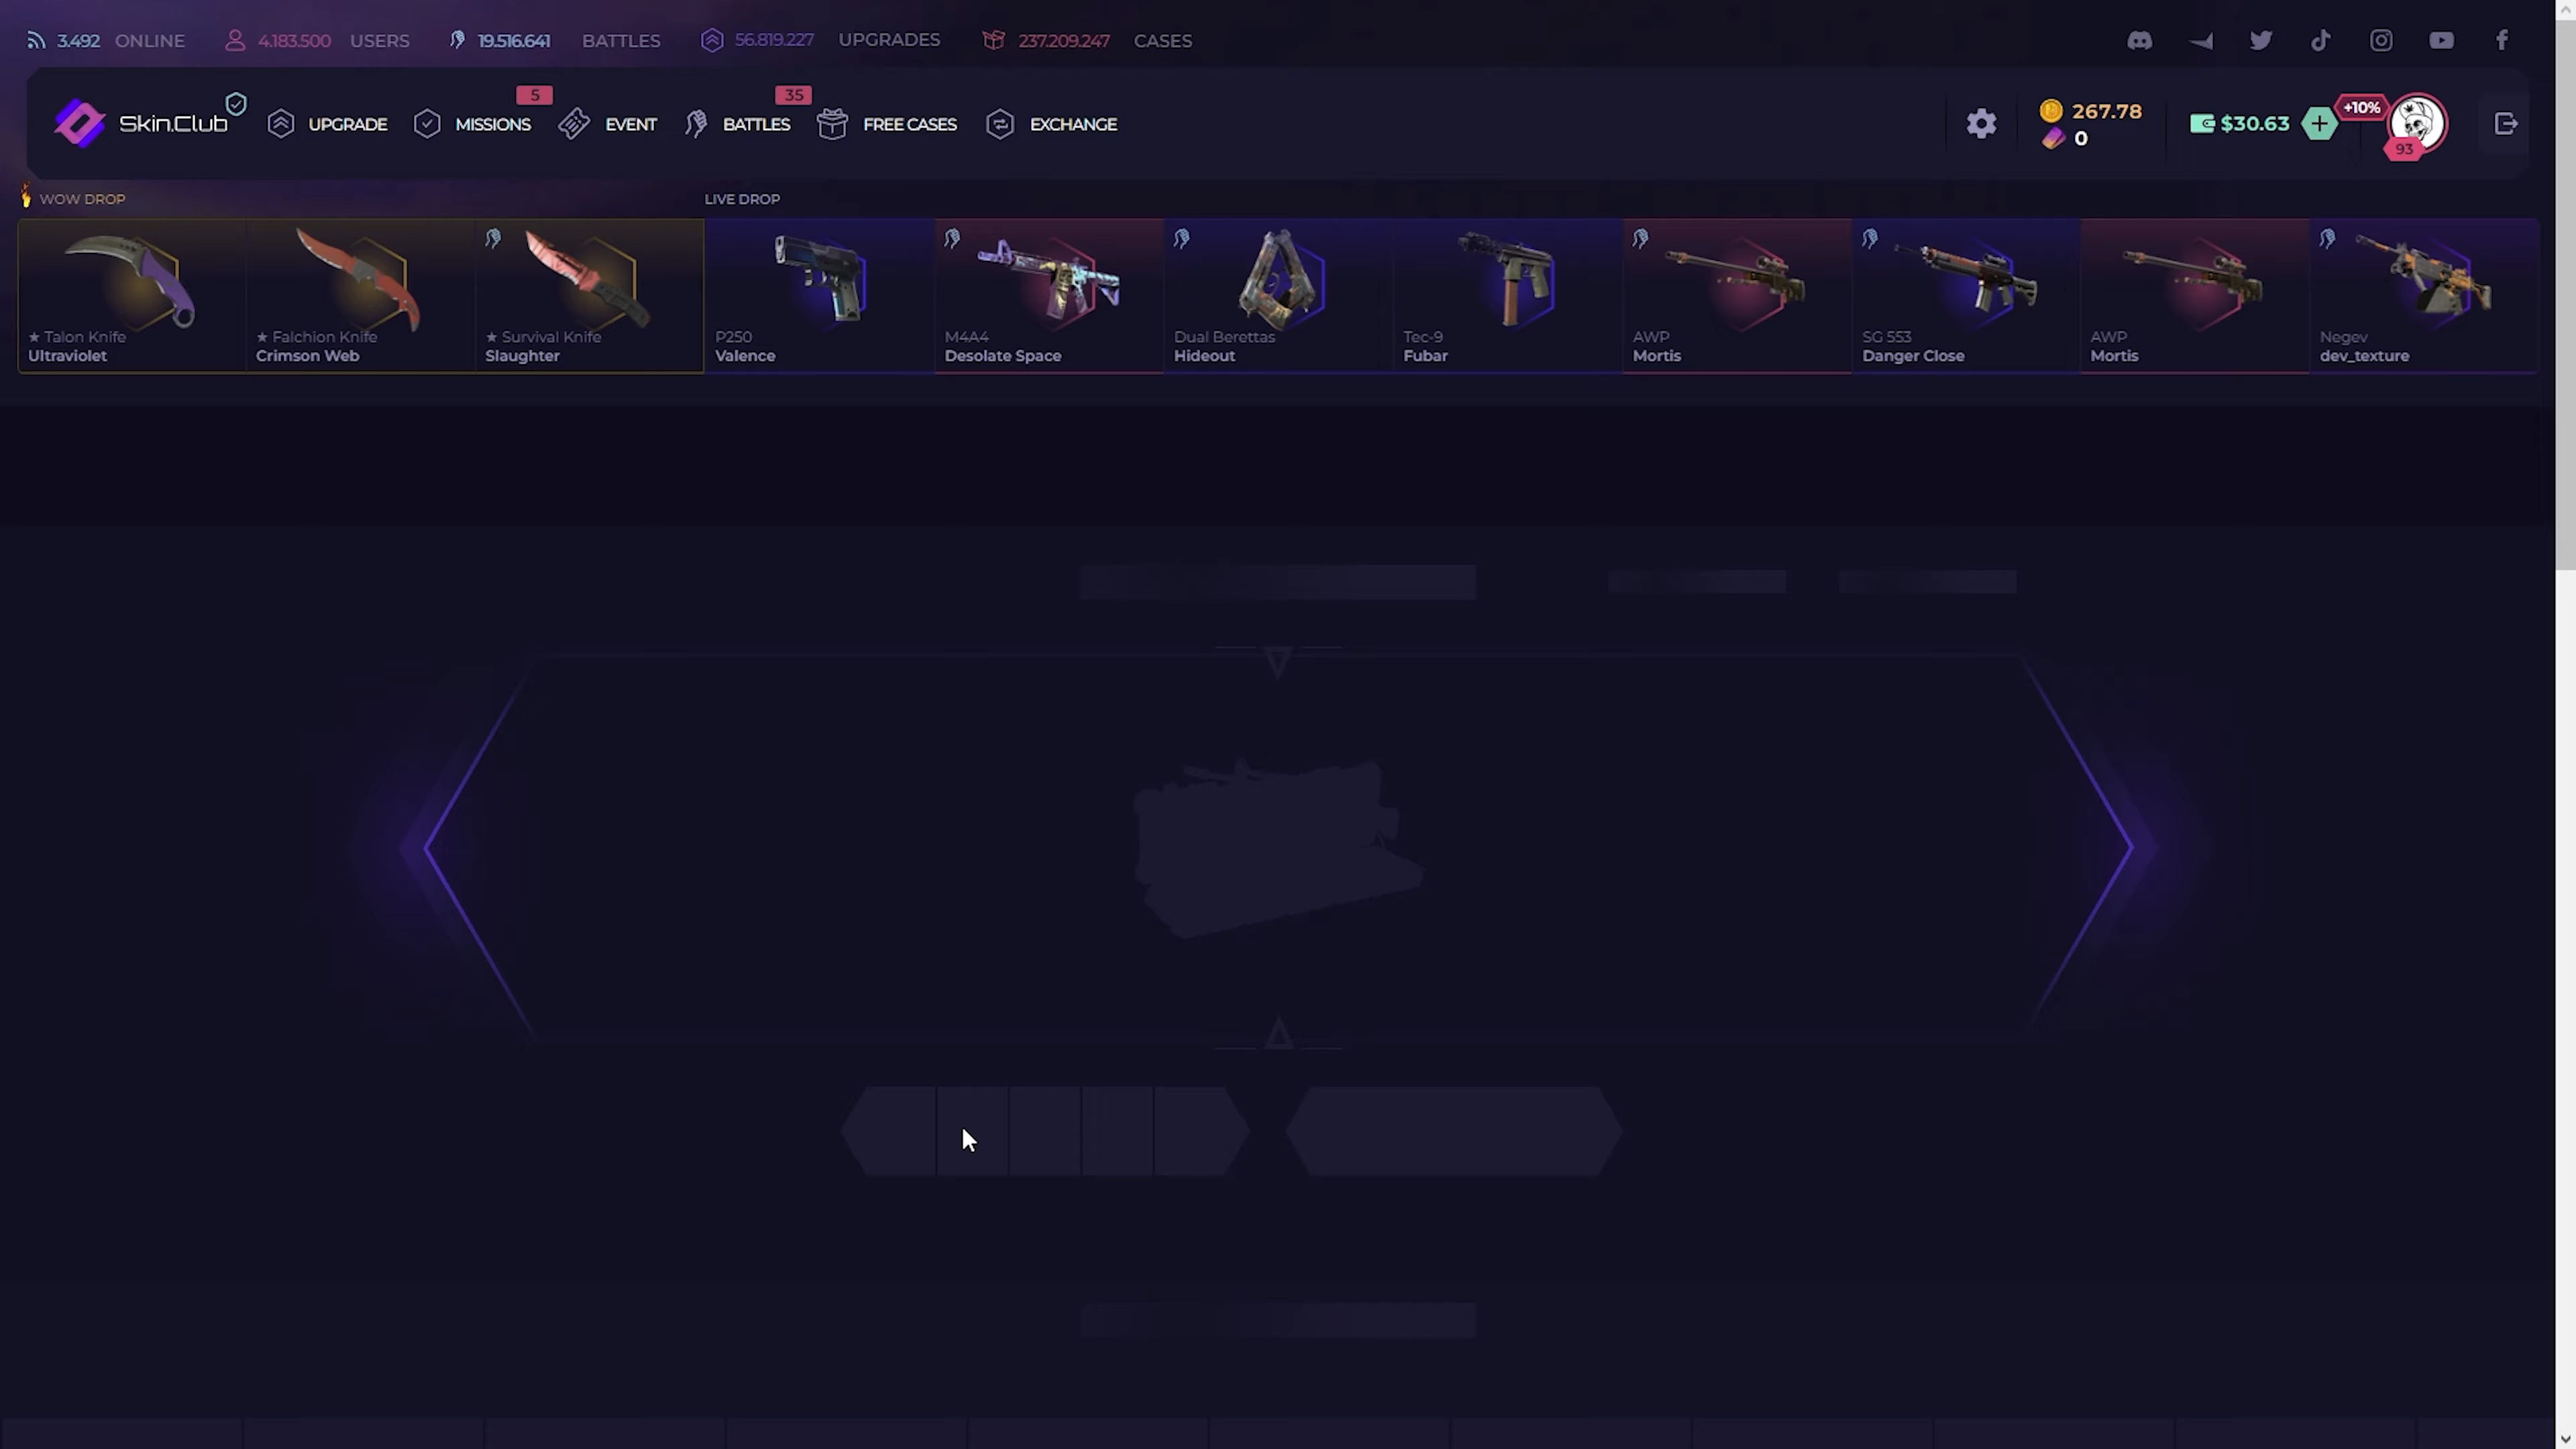 3.492 ONLINE 4.183.500 USERS 19.516.641 BATTLES 56.819.227 UPGRADES 237.209.247 CASES
Skin.Club UPGRADE MISSIONS 5 EVENT BATTLES 35 FREE CASES EXCHANGE 267.78 0 $30.63 + +10% 93
WOW DROP LIVE DROP
★ Talon Knife ★ Falchion Knife ★ Survival Knife P250 M4A4 Dual Berettas Tec-9 AWP SG 553 AWP Negev
Ultraviolet Crimson Web Slaughter Valence Desolate Space Hideout Fubar Mortis Danger Close Mortis dev_texture